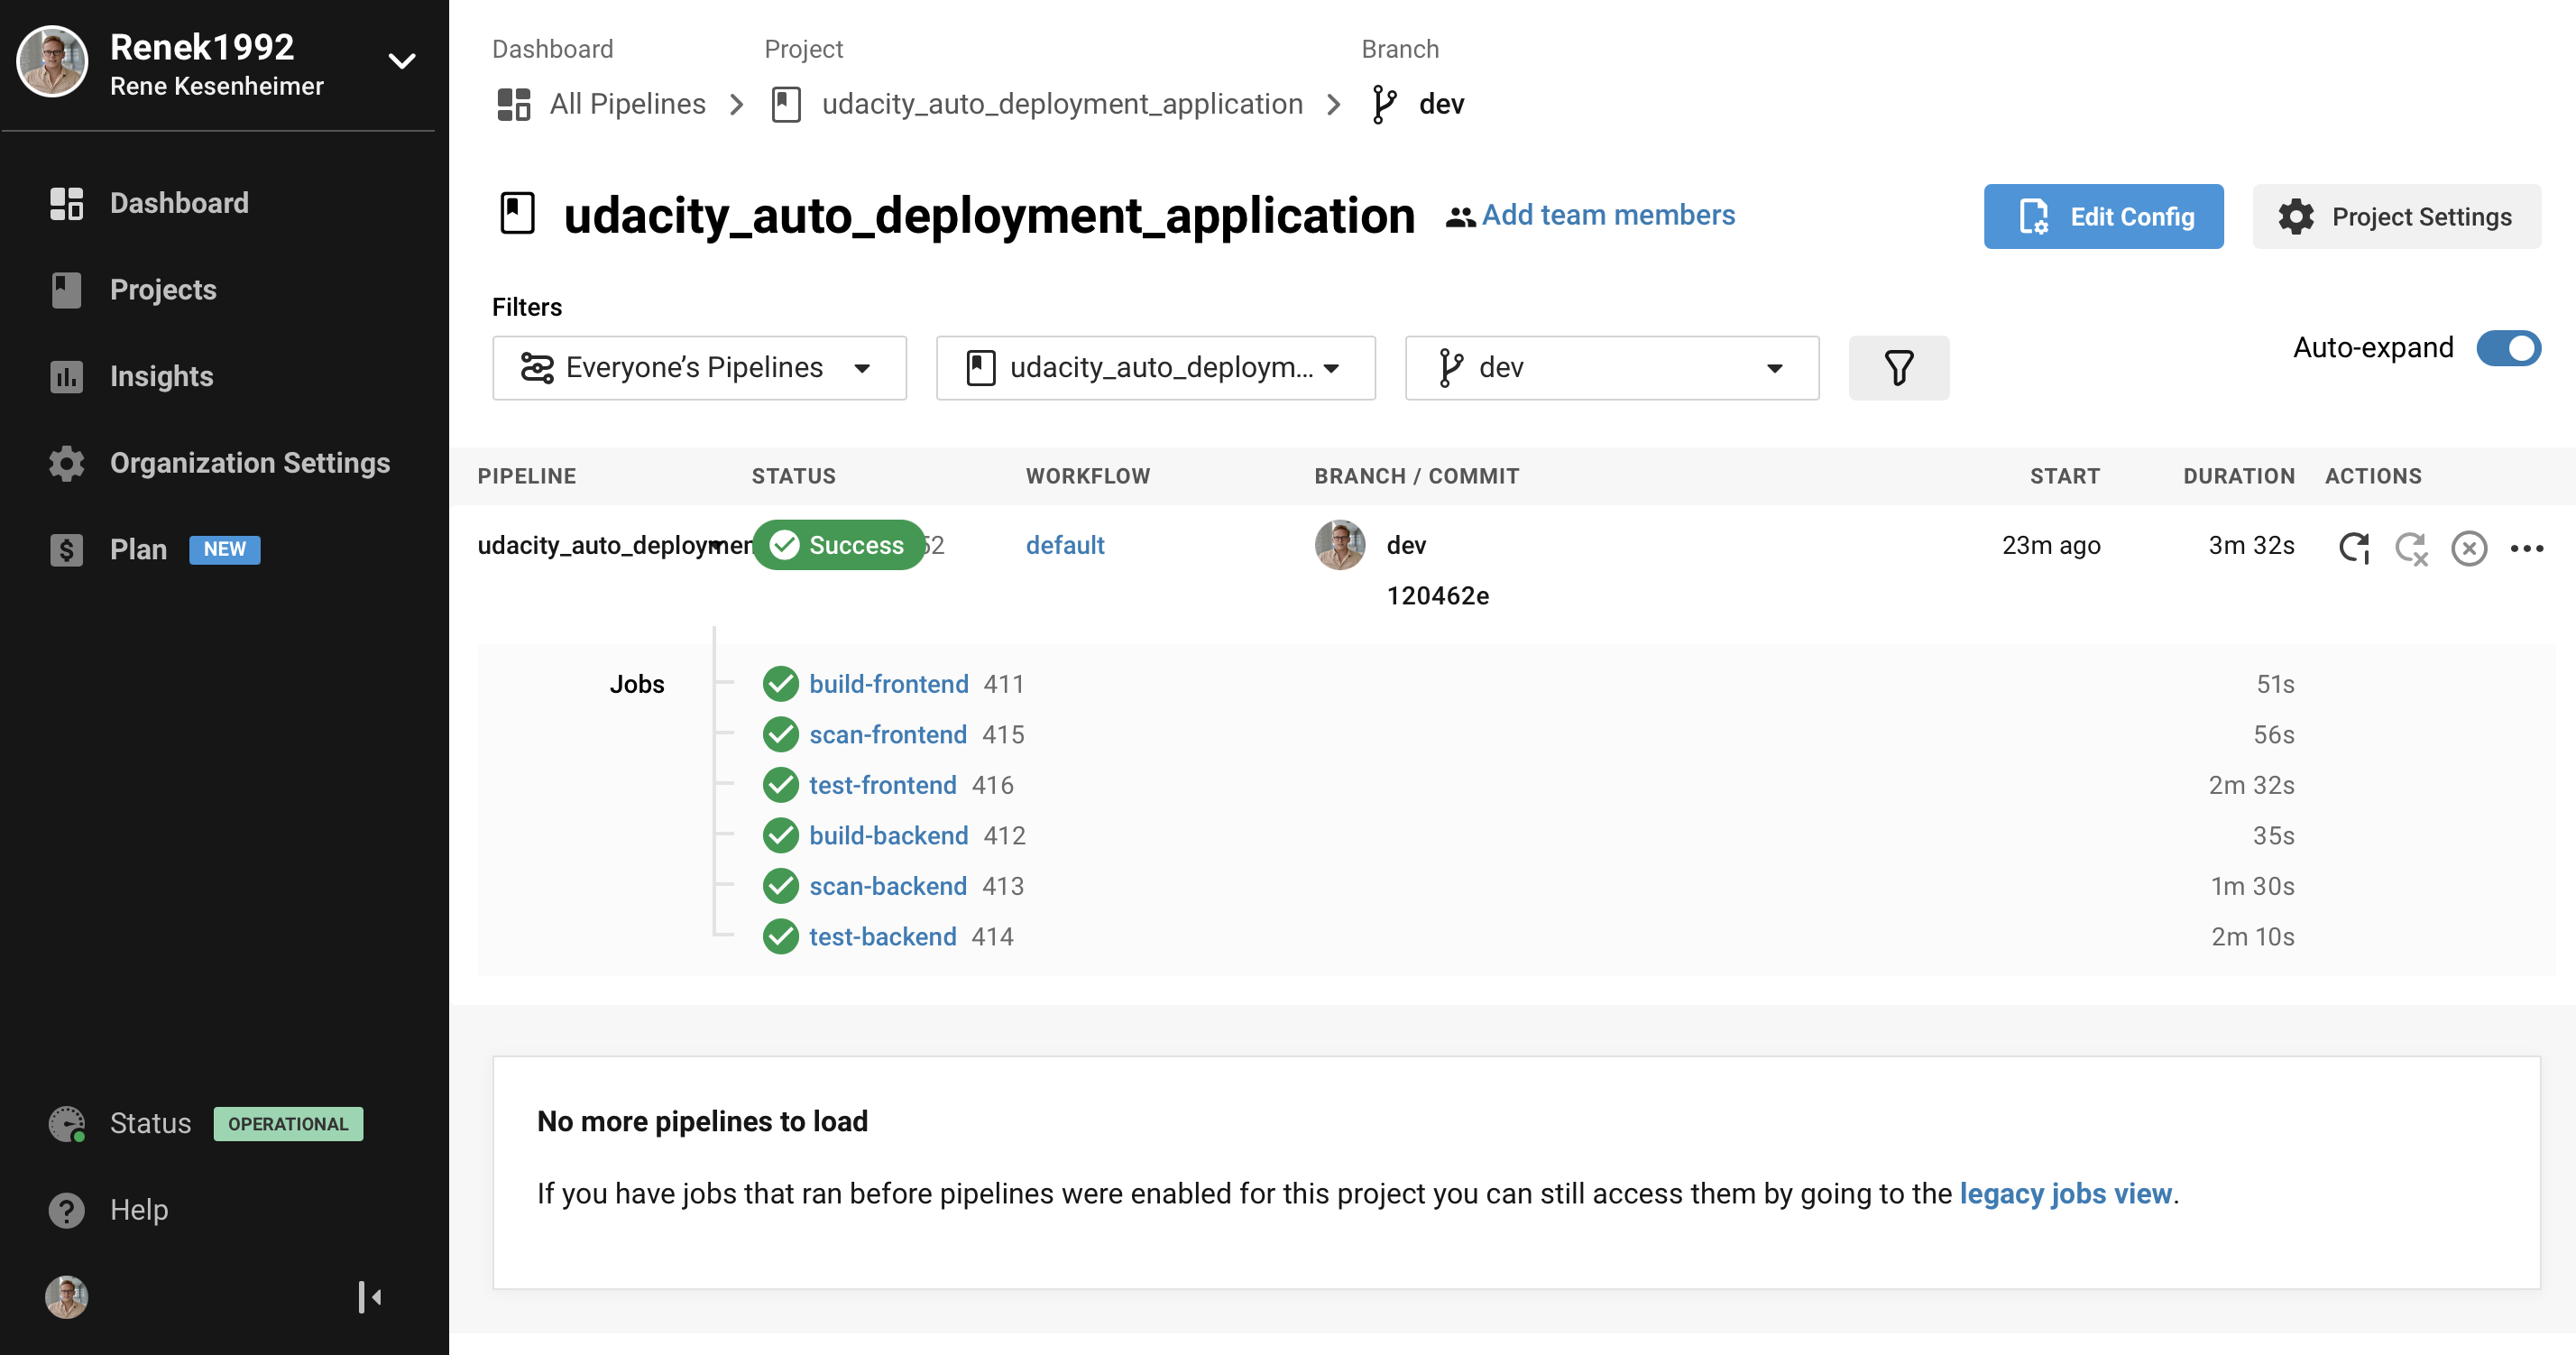 Renek1992
Rene Kesenheimer
Dashboard
Projects
Insights
Organization Settings
Plan NEW
Status OPERATIONAL
Help
Dashboard Project Branch
All Pipelines udacity_auto_deployment_application dev
udacity_auto_deployment_application Add team members Edit Config Project Settings
Filters
Everyone’s Pipelines udacity_auto_deploym... dev Auto-expand
PIPELINE STATUS WORKFLOW BRANCH / COMMIT START DURATION ACTIONS
udacity_auto_deploymen Success 52 default dev 23m ago 3m 32s
120462e
Jobs build-frontend 411 51s
scan-frontend 415 56s
test-frontend 416 2m 32s
build-backend 412 35s
scan-backend 413 1m 30s
test-backend 414 2m 10s
No more pipelines to load
If you have jobs that ran before pipelines were enabled for this project you can still access them by going to the legacy jobs view.